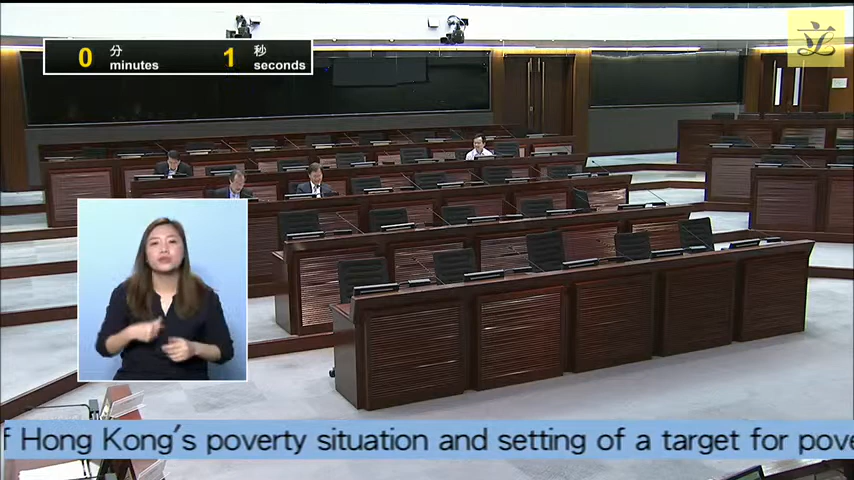 0 分 minutes 1 秒 seconds
立
f Hong Kong's poverty situation and setting of a target for pove